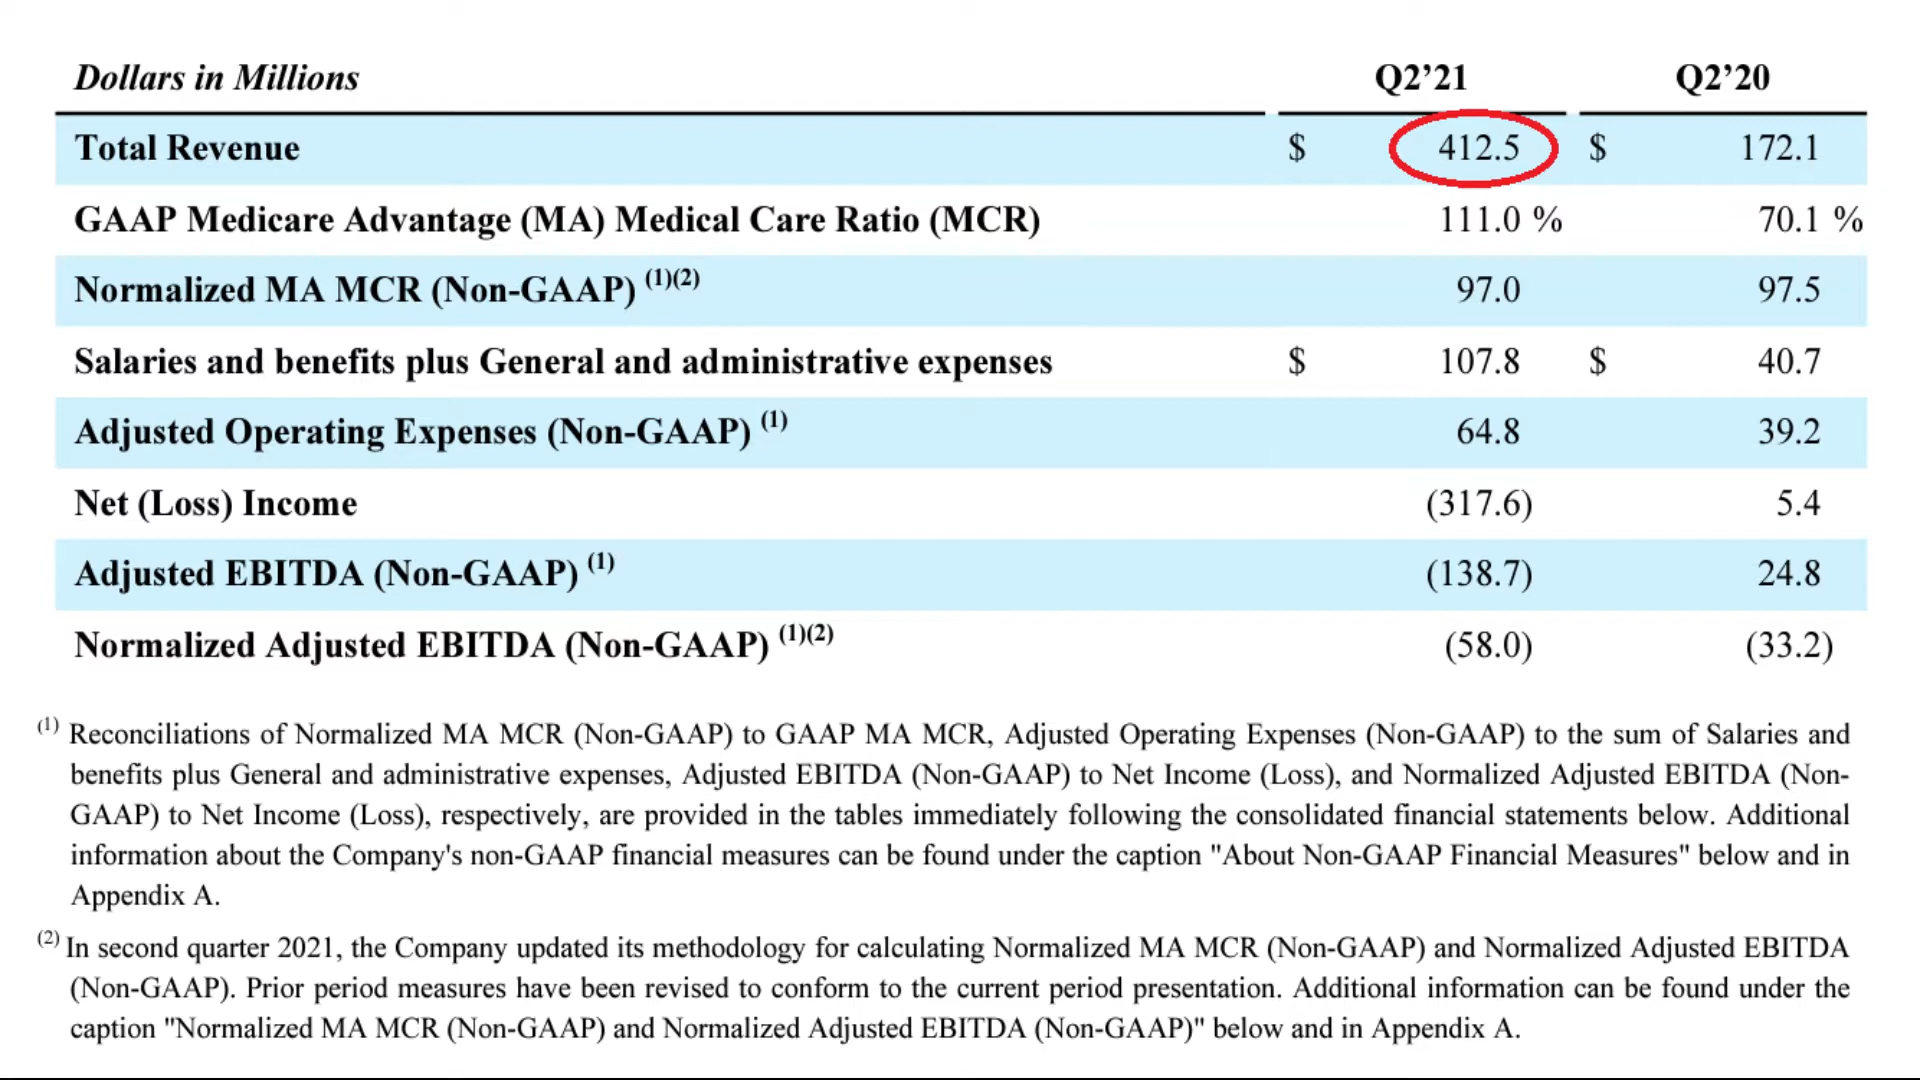 Dollars in Millions Q2’21 Q2’20
Total Revenue $ 412.5 $ 172.1
GAAP Medicare Advantage (MA) Medical Care Ratio (MCR) 111.0 % 70.1 %
Normalized MA MCR (Non-GAAP) (1)(2) 97.0 97.5
Salaries and benefits plus General and administrative expenses $ 107.8 $ 40.7
Adjusted Operating Expenses (Non-GAAP) (1) 64.8 39.2
Net (Loss) Income (317.6) 5.4
Adjusted EBITDA (Non-GAAP) (1) (138.7) 24.8
Normalized Adjusted EBITDA (Non-GAAP) (1)(2) (58.0) (33.2)
(1) Reconciliations of Normalized MA MCR (Non-GAAP) to GAAP MA MCR, Adjusted Operating Expenses (Non-GAAP) to the sum of Salaries and
benefits plus General and administrative expenses, Adjusted EBITDA (Non-GAAP) to Net Income (Loss), and Normalized Adjusted EBITDA (Non-
GAAP) to Net Income (Loss), respectively, are provided in the tables immediately following the consolidated financial statements below. Additional
information about the Company's non-GAAP financial measures can be found under the caption "About Non-GAAP Financial Measures" below and in
Appendix A.
(2) In second quarter 2021, the Company updated its methodology for calculating Normalized MA MCR (Non-GAAP) and Normalized Adjusted EBITDA
(Non-GAAP). Prior period measures have been revised to conform to the current period presentation. Additional information can be found under the
caption "Normalized MA MCR (Non-GAAP) and Normalized Adjusted EBITDA (Non-GAAP)" below and in Appendix A.